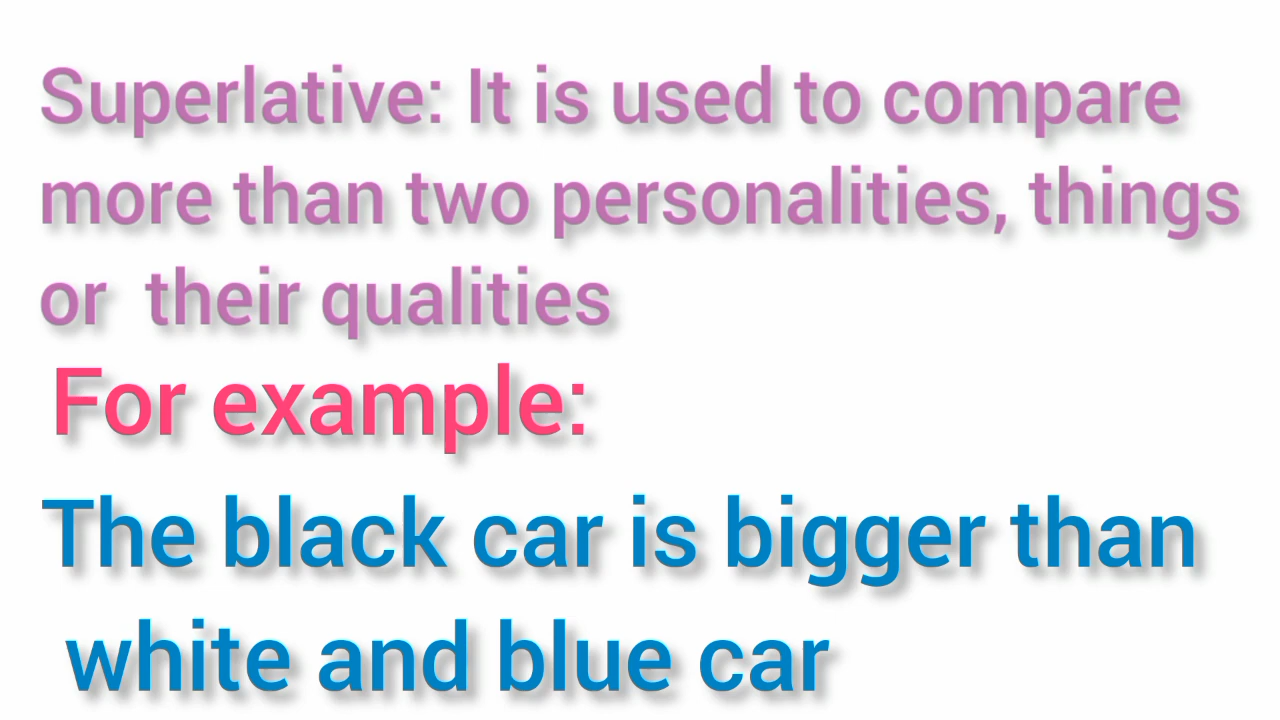 Superlative: It is used to compare
more than two personalities, things
or their qualities
For example:
The black car is bigger than
white and blue car